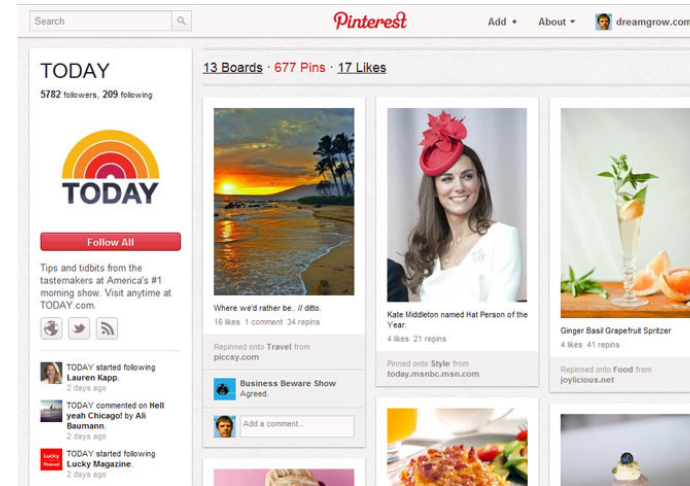 Search
Pinterest
Add +
About
dreamgrow.com
TODAY
5782 followers, 209 following
TODAY
Follow All
Tips and tidbits from the
tastemakers at America's #1
morning show. Visit anytime at
TODAY.com.
TODAY started following
Lauren Kapp.
2 days ago
TODAY commented on Hell
yeah Chicago! by Ali
Baumann.
2 days ago
Lucky
TODAY started following
Lucky Magazine.
2 days ago
13 Boards · 677 Pins · 17 Likes
Where we'd rather be.. // ditto.
16 likes 1 comment 34 repins
Repinned onto Travel from
piccsy.com
Business Beware Show
Agreed.
Add a comment...
Kate Middleton named Hat Person of the
Year.
4 likes 21 repins
Pinned onto Style from
today.msnbc.msn.com
Ginger Basil Grapefruit Spritzer
4 likes 41 repins
Repinned onto Food from
joylicious.net